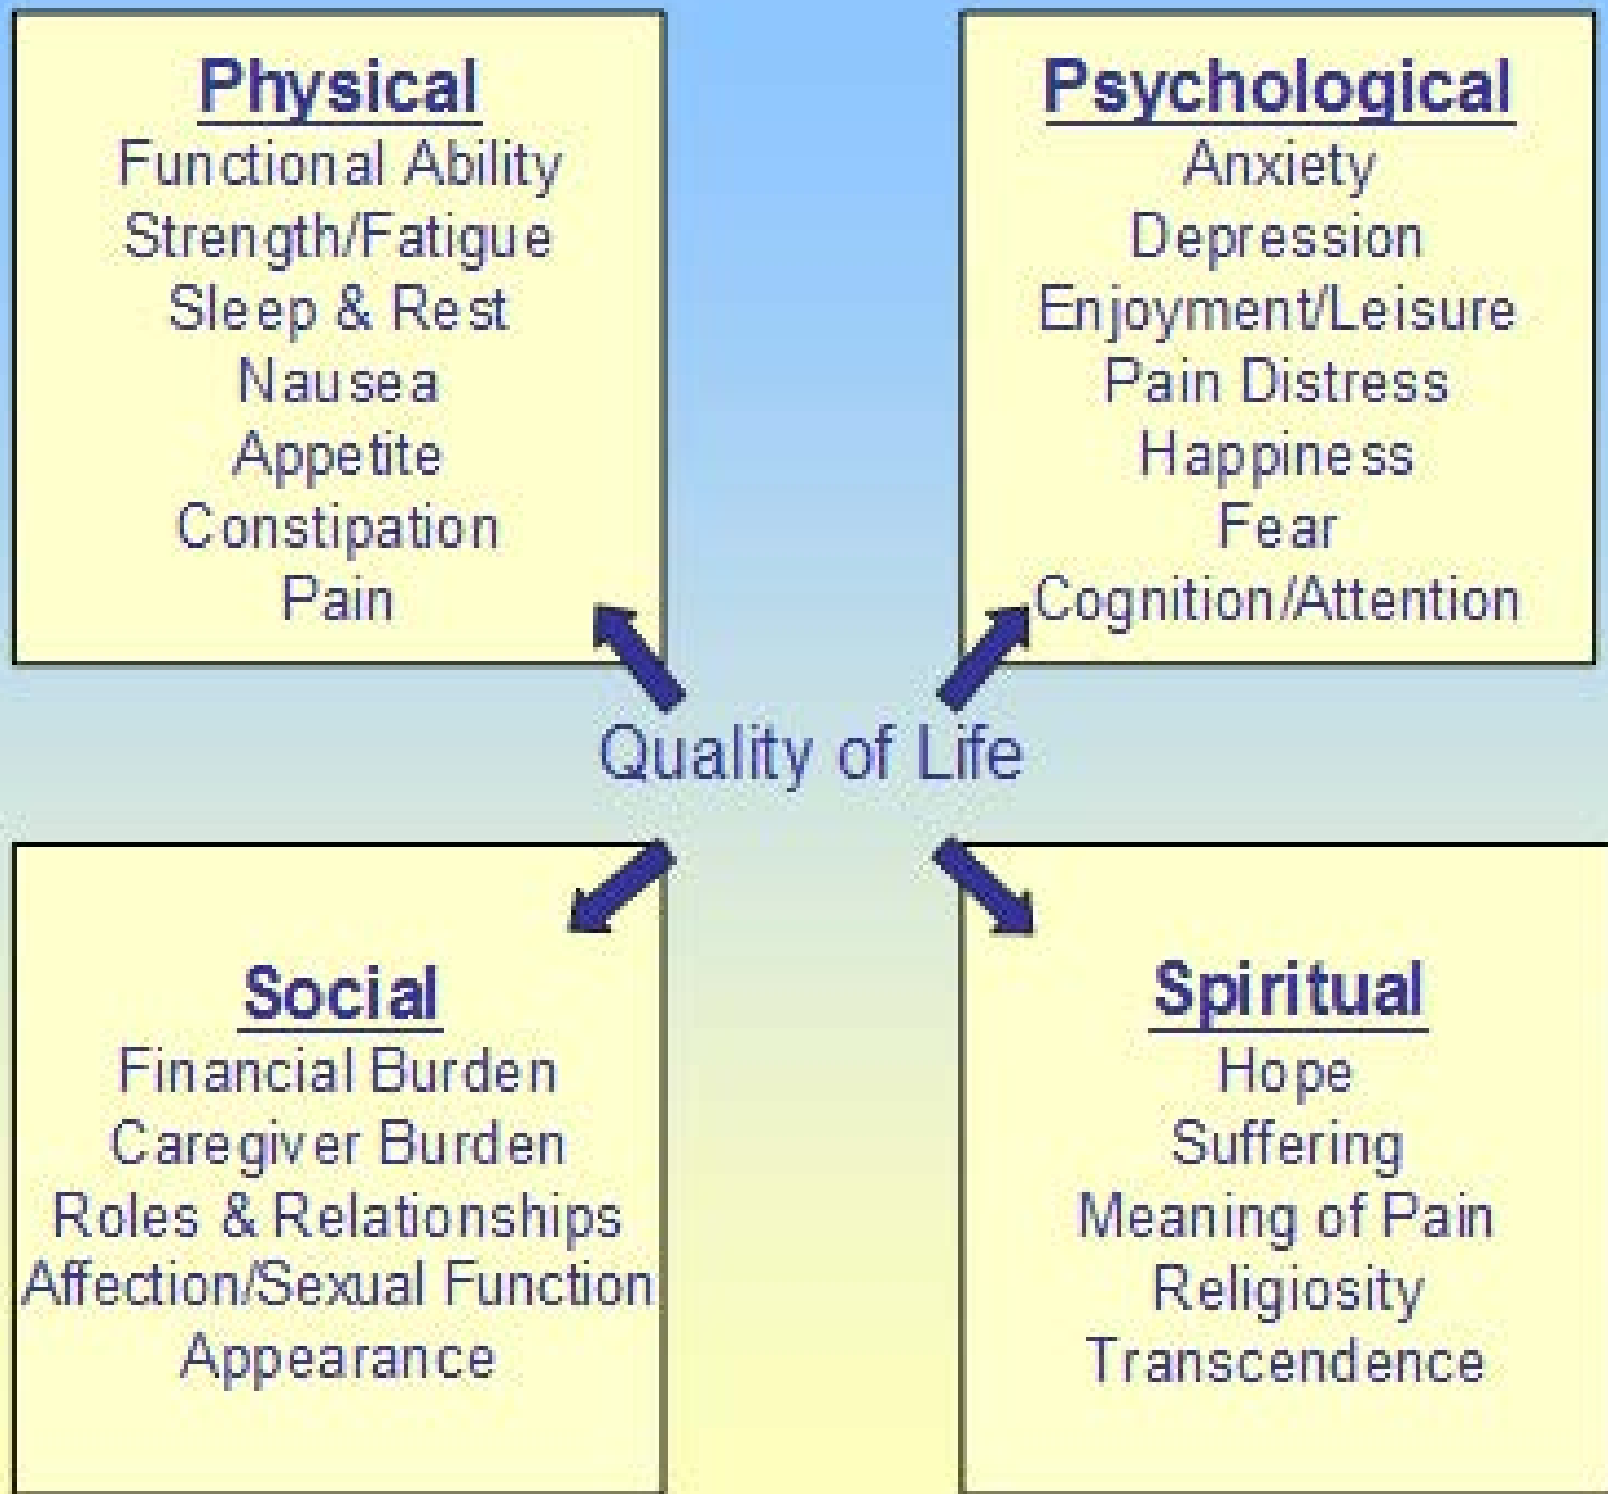 Physical
Functional Ability
Strength/Fatigue
Sleep & Rest
Nausea
Appetite
Constipation
Pain
Psychological
Anxiety
Depression
Enjoyment/Leisure
Pain Distress
Happiness
Fear
Cognition/Attention
Quality of Life
Social
Financial Burden
Caregiver Burden
Roles & Relationships
Affection/Sexual Function
Appearance
Spiritual
Hope
Suffering
Meaning of Pain
Religiosity
Transcendence